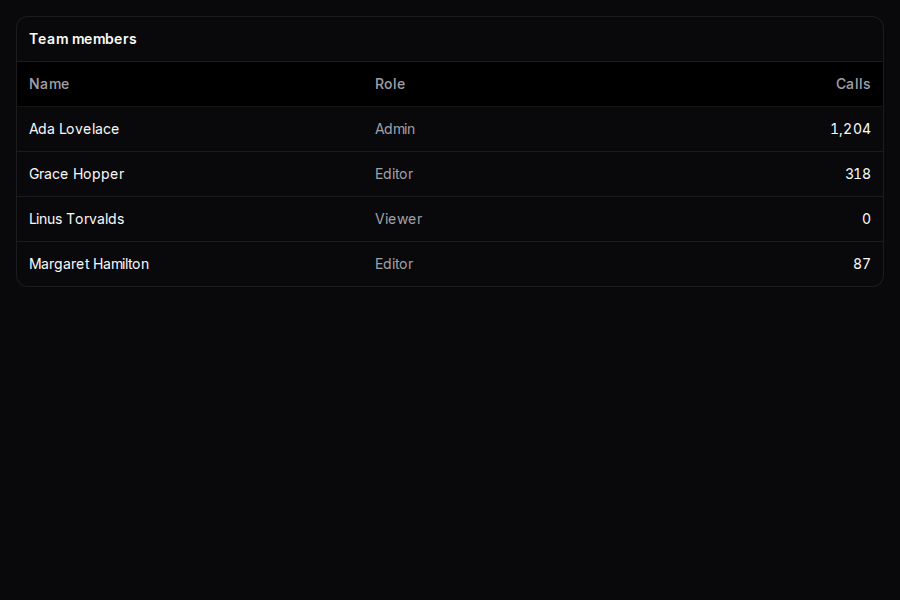 Team members
Name Role Calls
Ada Lovelace Admin 1,204
Grace Hopper Editor 318
Linus Torvalds Viewer 0
Margaret Hamilton Editor 87